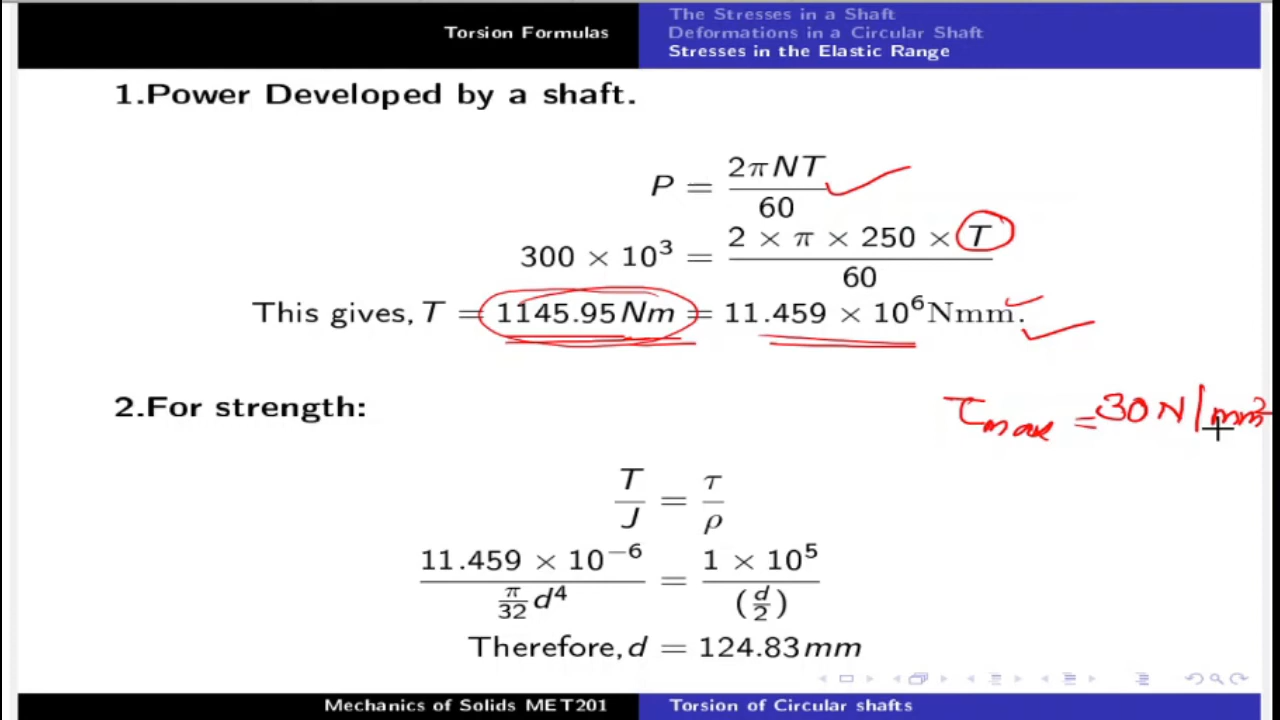 Torsion Formulas
The Stresses in a Shaft
Deformations in a Circular Shaft
Stresses in the Elastic Range
1.Power Developed by a shaft.
P = 2πNT / 60
300 × 10³ = 2 × π × 250 × T / 60
This gives, T = 1145.95Nm = 11.459 × 10⁶Nmm.
2.For strength:
τmax = 30 N/mm²
T / J = τ / ρ
11.459 × 10⁻⁶ / π/32 d⁴ = 1 × 10⁵ / (d/2)
Therefore, d = 124.83mm
Mechanics of Solids MET201
Torsion of Circular shafts